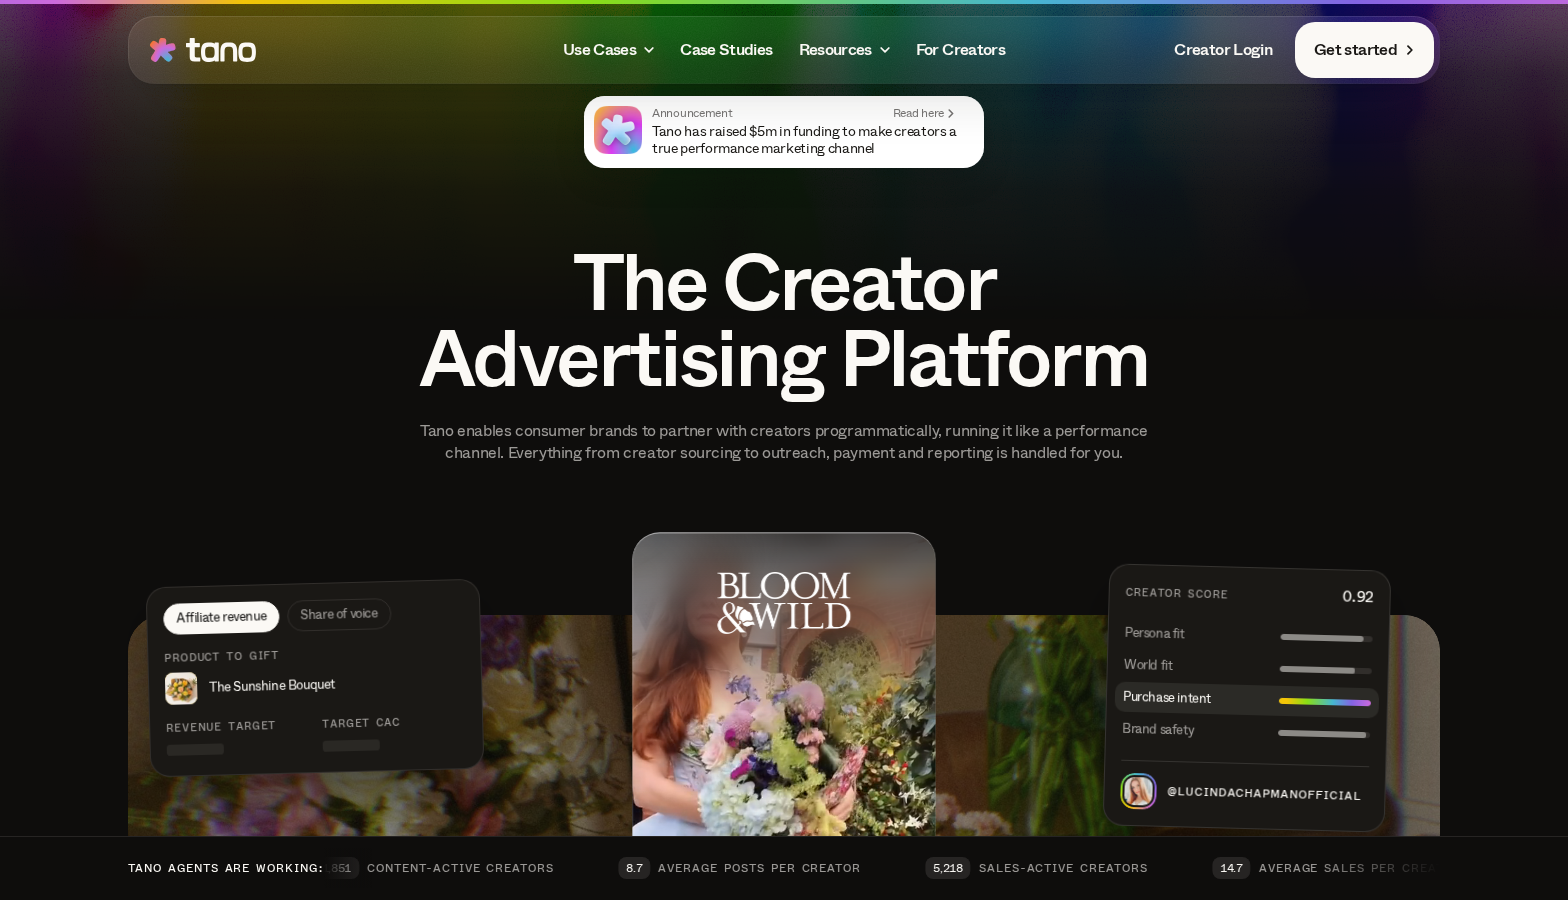 tano
Use Cases
Case Studies
Resources
For Creators
Creator Login
Get started
Announcement
Read here
Tano has raised $5m in funding to make creators a
true performance marketing channel
The Creator
Advertising Platform
Tano enables consumer brands to partner with creators programmatically, running it like a performance
channel. Everything from creator sourcing to outreach, payment and reporting is handled for you.
BLOOM
&WILD
Affiliate revenue
Share of voice
PRODUCT TO GIFT
The Sunshine Bouquet
REVENUE TARGET
TARGET CAC
CREATOR SCORE
0.92
Persona fit
World fit
Purchase intent
Brand safety
@LUCINDACHAPMANOFFICIAL
TANO AGENTS ARE WORKING:
851 CONTENT-ACTIVE CREATORS
8.7 AVERAGE POSTS PER CREATOR
5,218 SALES-ACTIVE CREATORS
14.7 AVERAGE SALES PER CREA